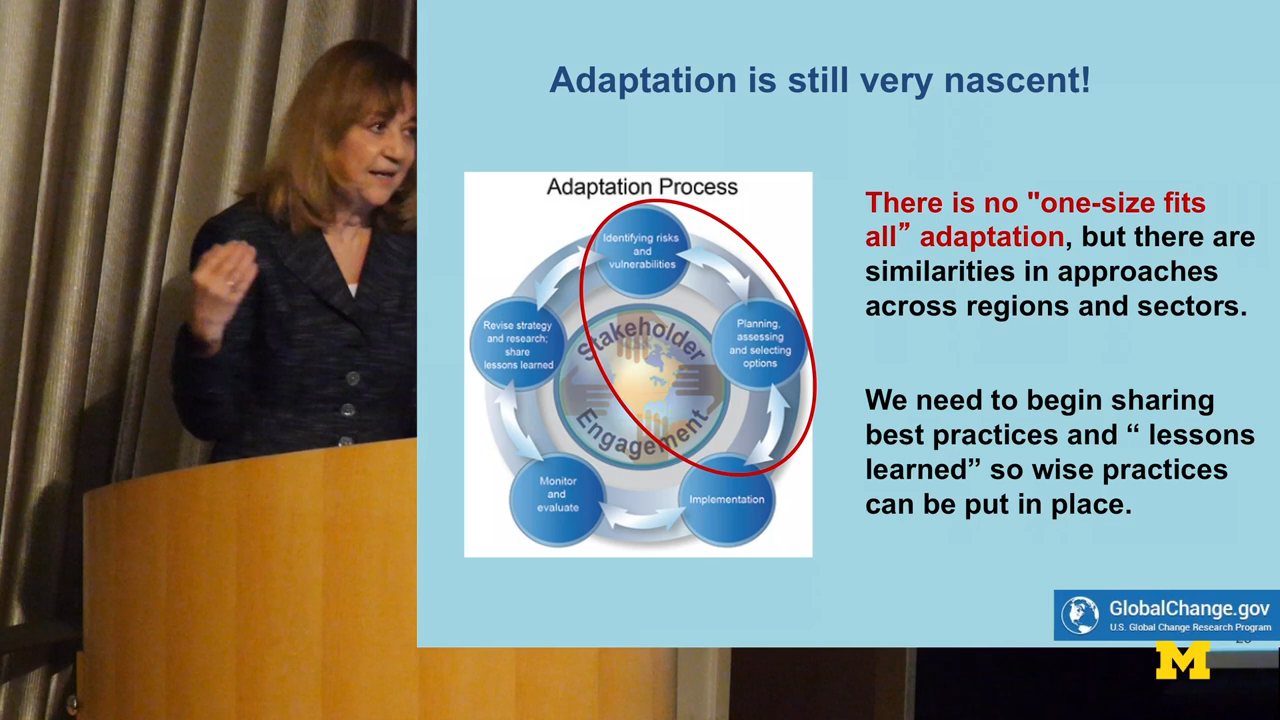 Adaptation is still very nascent!
Adaptation Process
Identifying risks
and
vulnerabilities
Planning,
assessing
and selecting
options
Implementation
Monitor
and
evaluate
Revise strategy
and research;
share
lessons learned
Stakeholder
Engagement
There is no "one-size fits
all” adaptation, but there are
similarities in approaches
across regions and sectors.
We need to begin sharing
best practices and “ lessons
learned” so wise practices
can be put in place.
GlobalChange.gov
U.S. Global Change Research Program
M